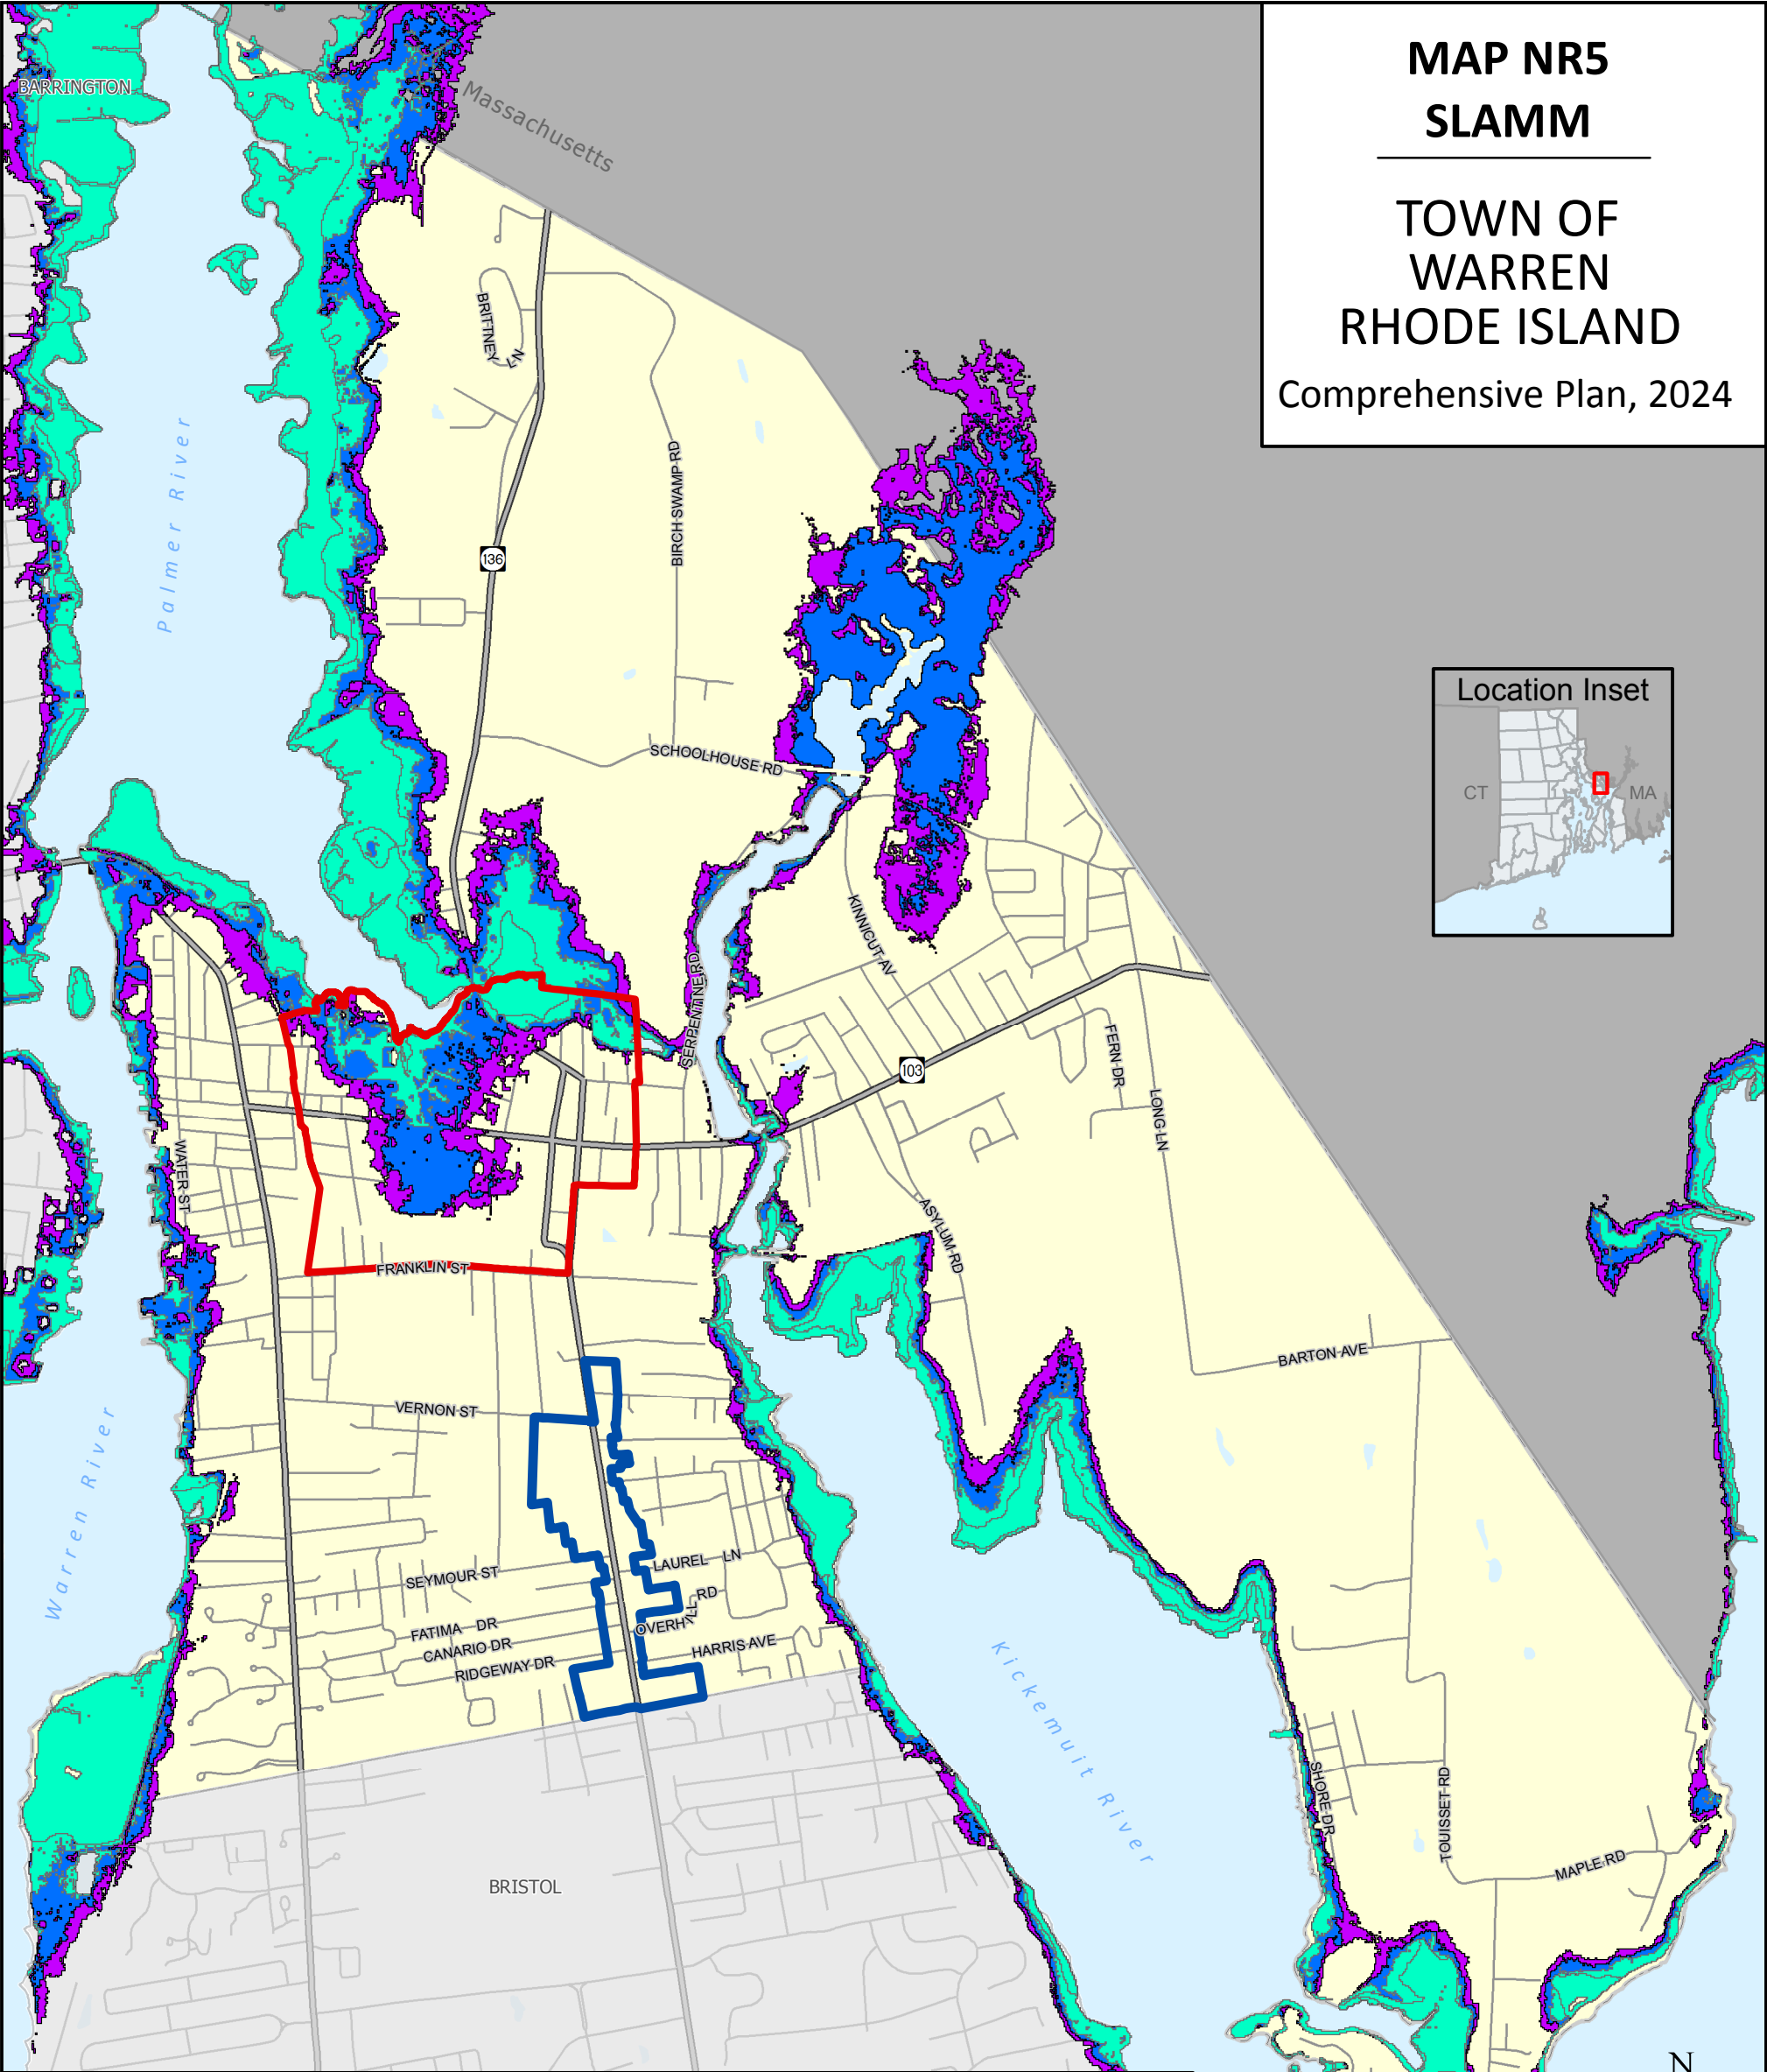 MAP NR5
SLAMM
TOWN OF
WARREN
RHODE ISLAND
Comprehensive Plan, 2024
BARRINGTON
Massachusetts
Palmer River
BRITTNEY LN
BIRCH SWAMP RD
136
Location Inset
CT
MA
SCHOOLHOUSE RD
KINNICUT AV
SERPENTINE RD
103
FERN DR
LONG LN
WATER ST
ASYLUM RD
FRANKLIN ST
BARTON AVE
VERNON ST
Warren River
LAUREL LN
SEYMOUR ST
OVERHYLL RD
FATIMA DR
CANARIO DR
HARRIS AVE
RIDGEWAY DR
Kickemuit River
SHORE DR
TOUISSET RD
MAPLE RD
BRISTOL
N